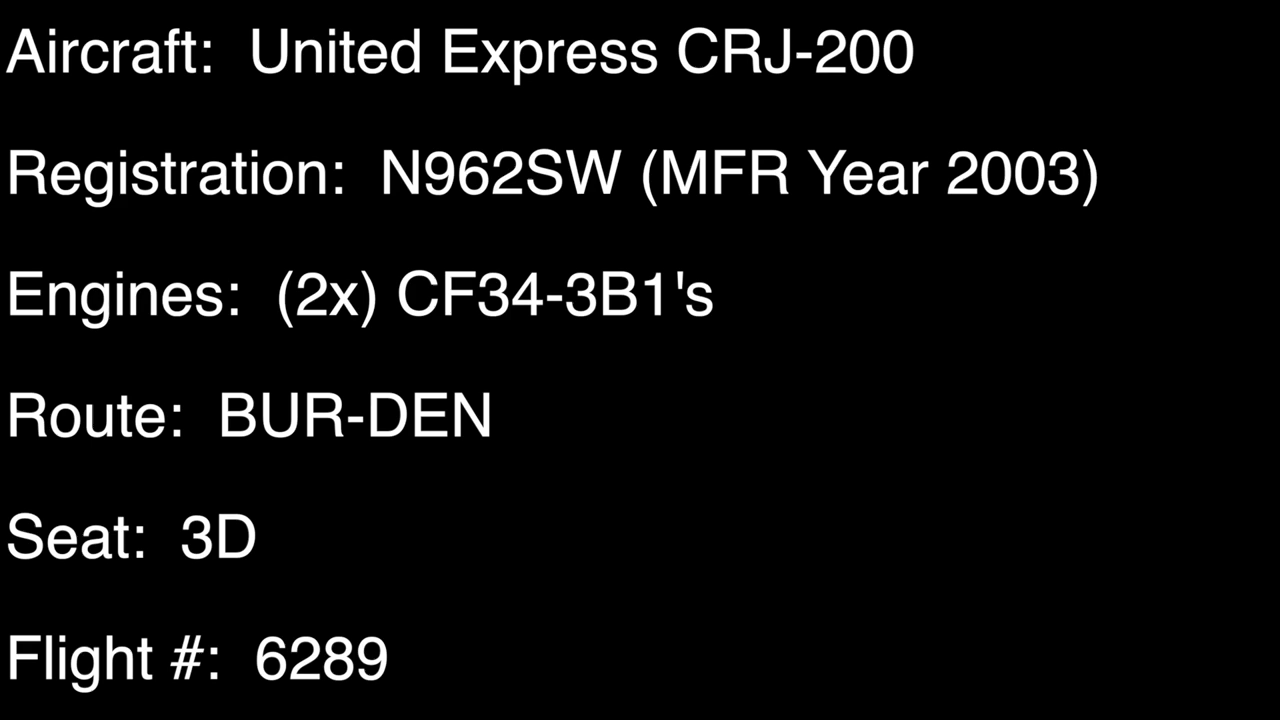 Aircraft:  United Express CRJ-200
Registration:  N962SW (MFR Year 2003)
Engines:  (2x) CF34-3B1's
Route:  BUR-DEN
Seat:  3D
Flight #:  6289